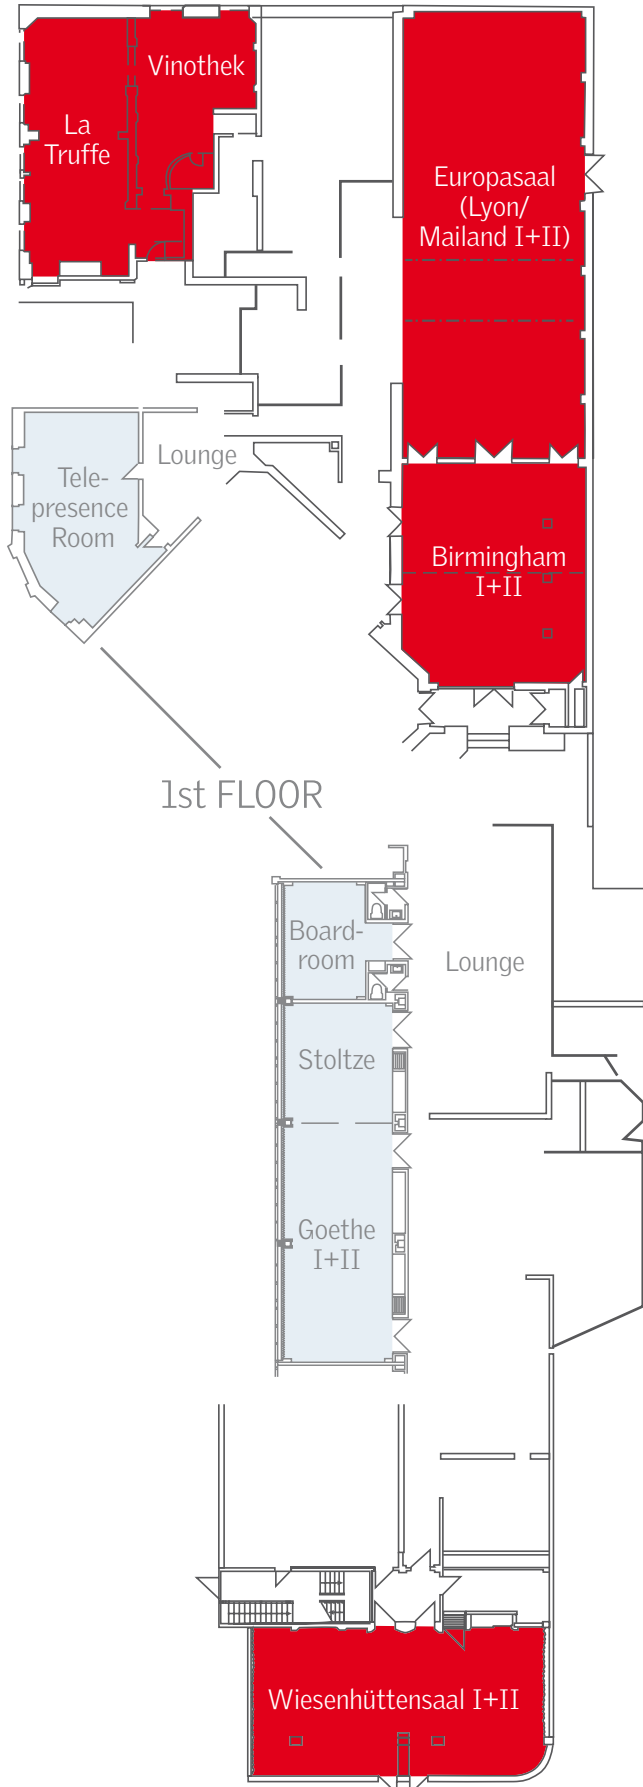 Vinothek
La
Truffe
Europasaal
(Lyon/
Mailand I+II)
Lounge
Tele-
presence
Room
Birmingham
I+II
1st FLOOR
Board-
room
Lounge
Stoltze
Goethe
I+II
Wiesenhüttensaal I+II